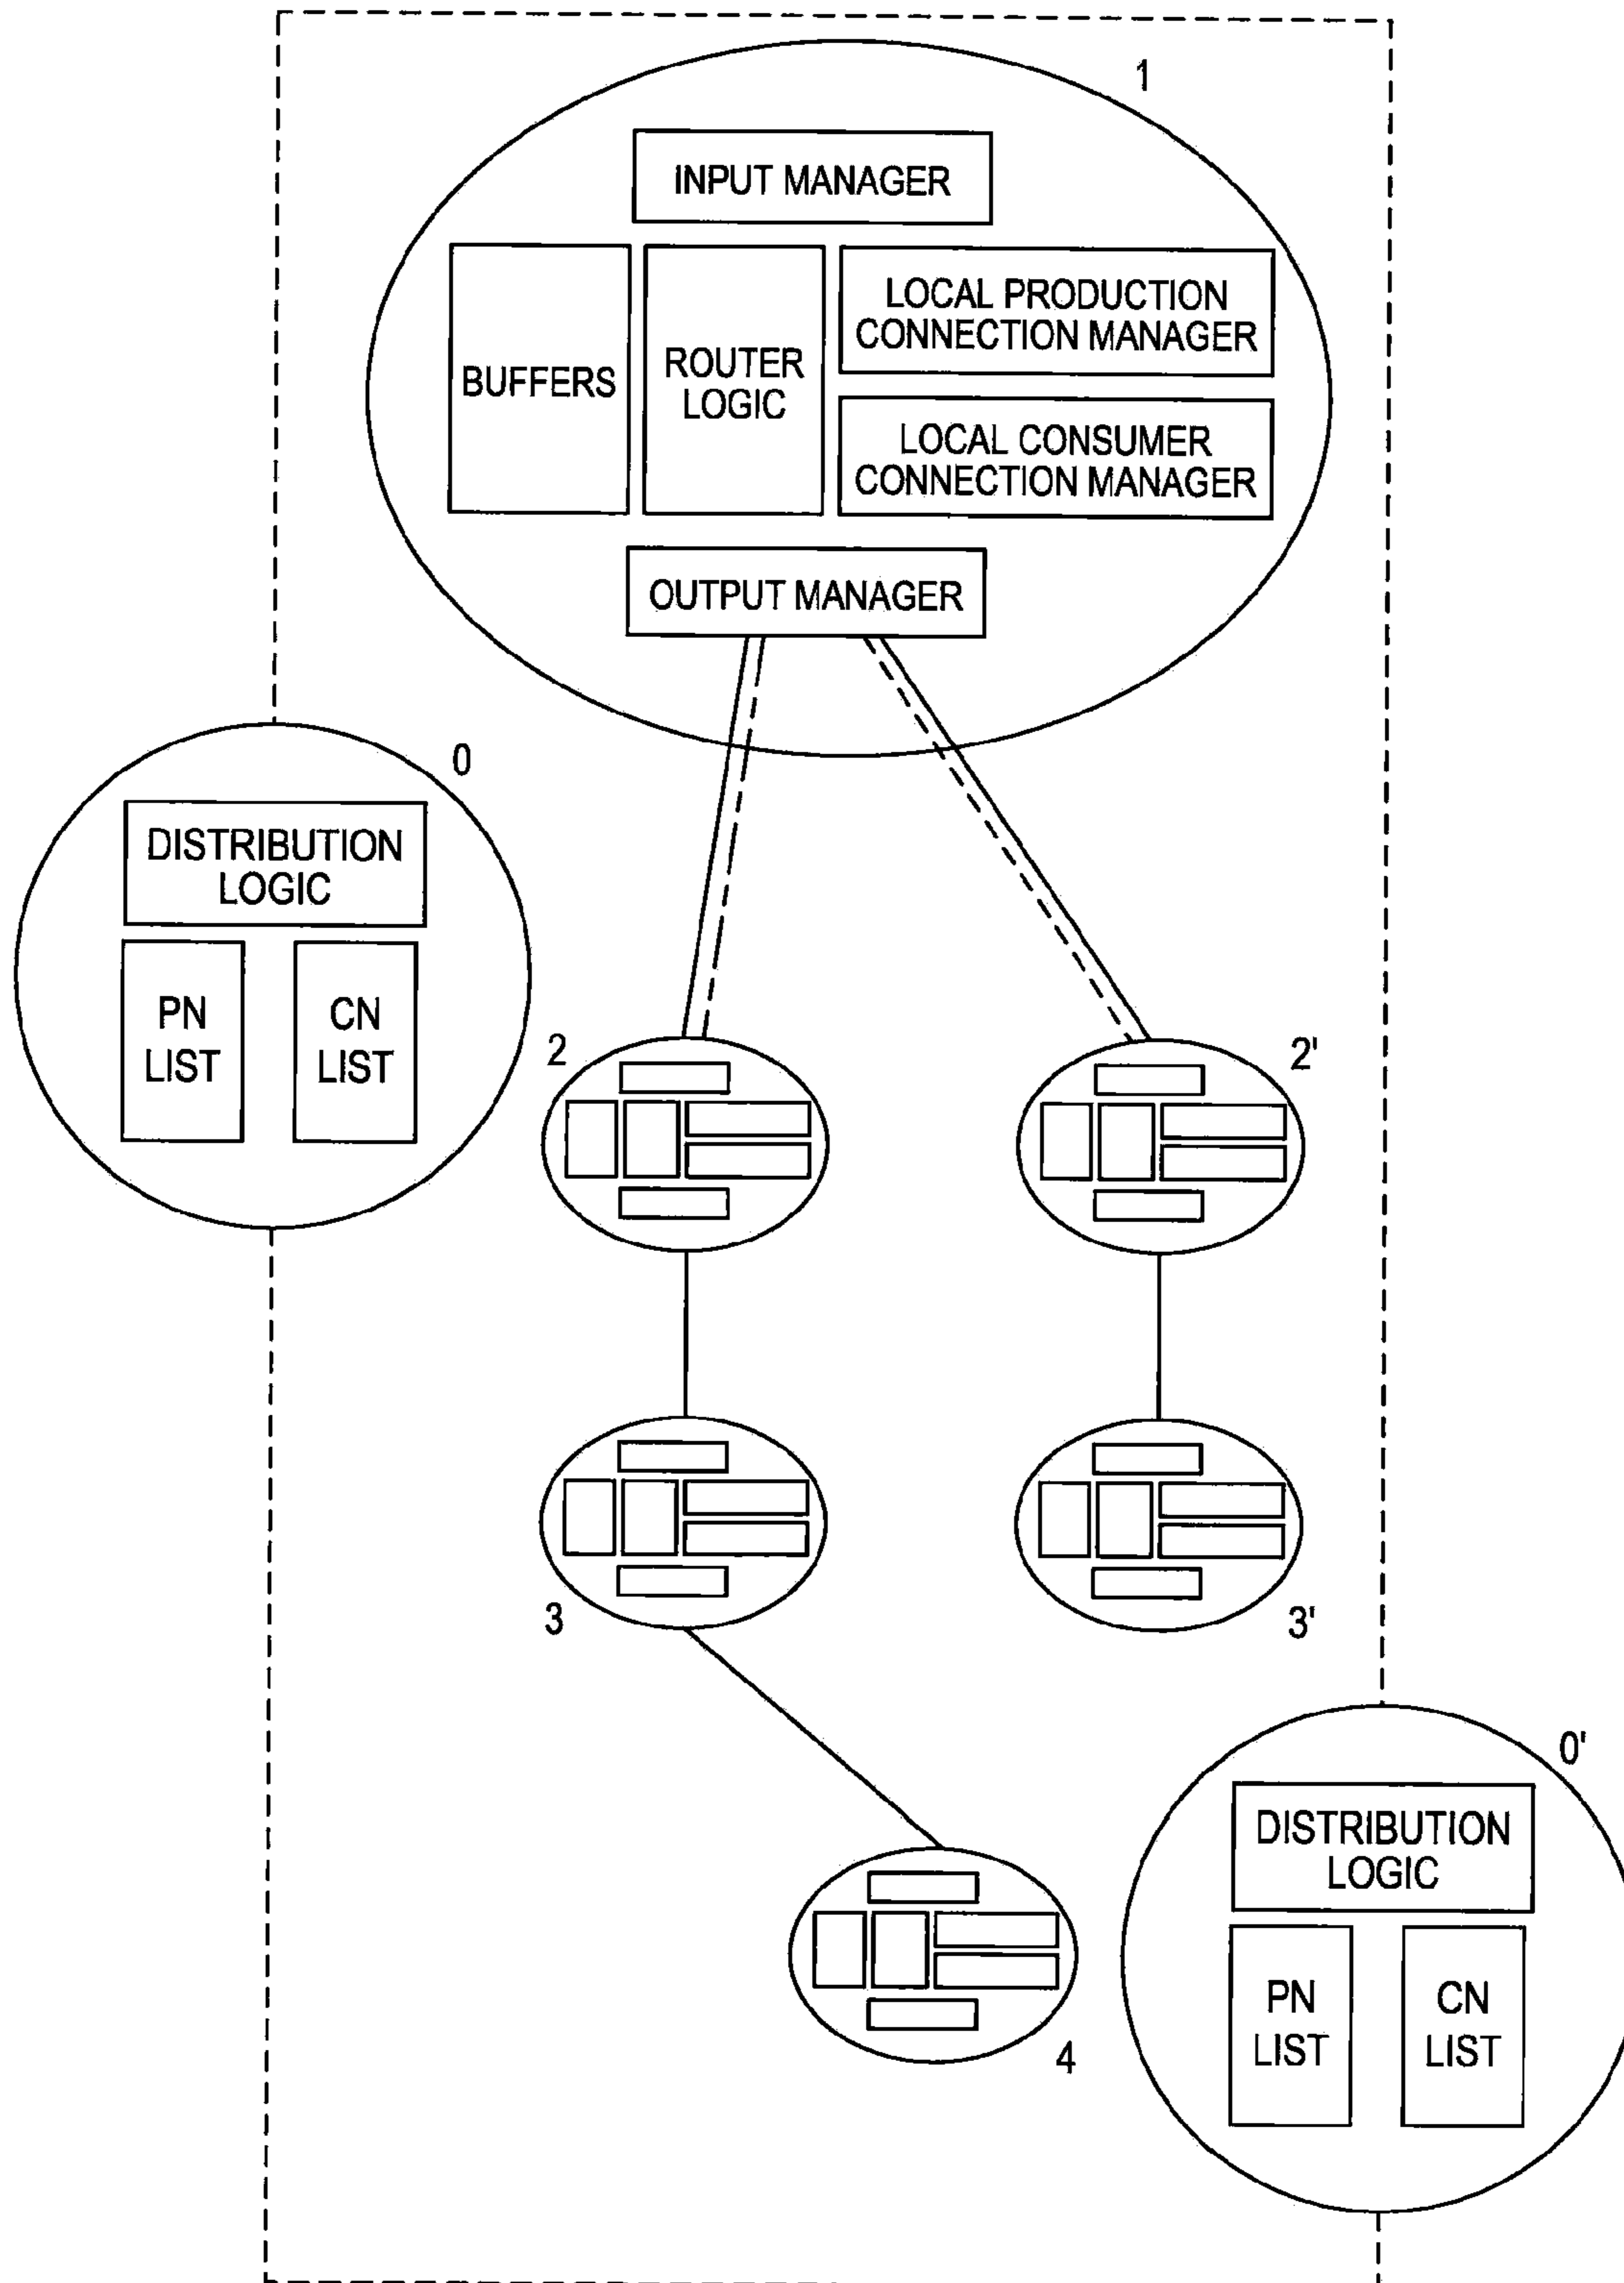 1
INPUT MANAGER
BUFFERS
ROUTER
LOGIC
LOCAL PRODUCTION
CONNECTION MANAGER
LOCAL CONSUMER
CONNECTION MANAGER
OUTPUT MANAGER
0
DISTRIBUTION
LOGIC
PN
LIST
CN
LIST
2
2'
3
3'
4
0'
DISTRIBUTION
LOGIC
PN
LIST
CN
LIST